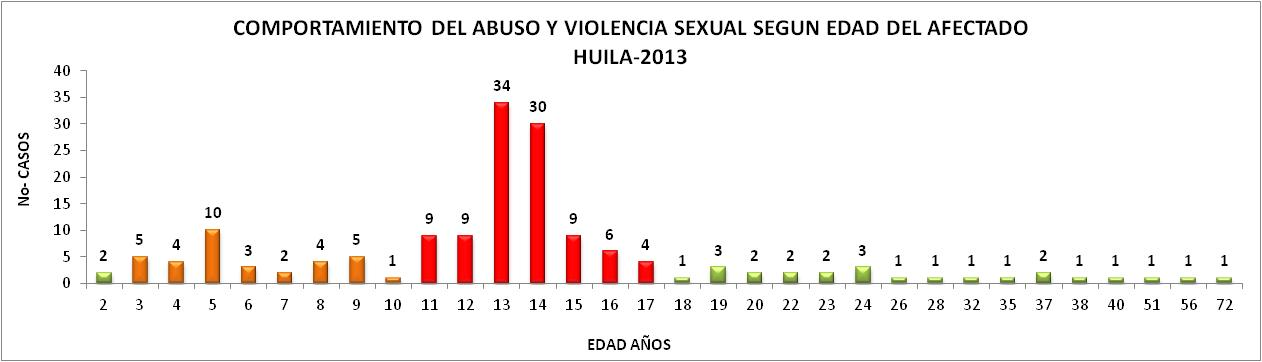 COMPORTAMIENTO DEL ABUSO Y VIOLENCIA SEXUAL SEGUN EDAD DEL AFECTADO
HUILA-2013
No- CASOS
40
35
30
25
20
15
10
5
0
2 5 4 10 3 2 4 5 1 9 9 34 30 9 6 4 1 3 2 2 2 3 1 1 1 1 2 1 1 1 1 1
2 3 4 5 6 7 8 9 10 11 12 13 14 15 16 17 18 19 20 22 23 24 26 28 32 35 37 38 40 51 56 72
EDAD AÑOS